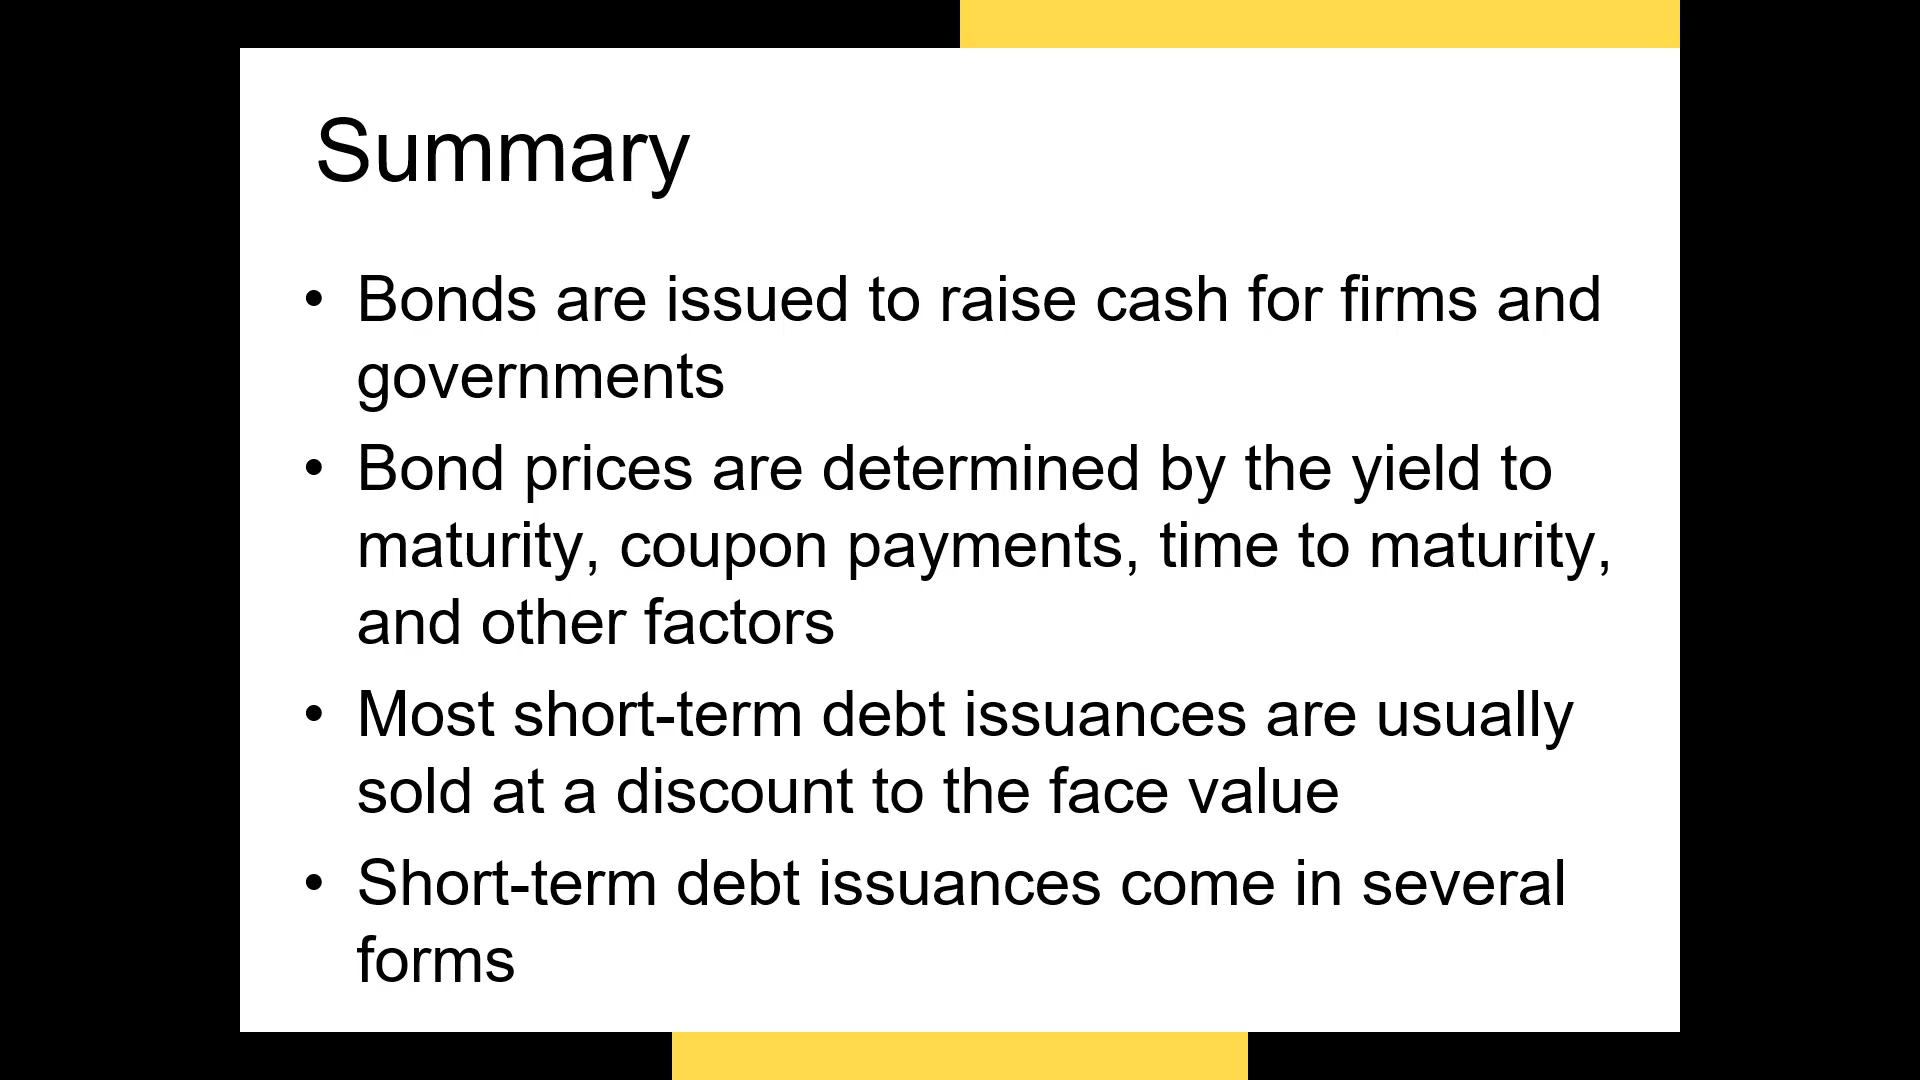 Summary
• Bonds are issued to raise cash for firms and
governments
• Bond prices are determined by the yield to
maturity, coupon payments, time to maturity,
and other factors
• Most short-term debt issuances are usually
sold at a discount to the face value
• Short-term debt issuances come in several
forms